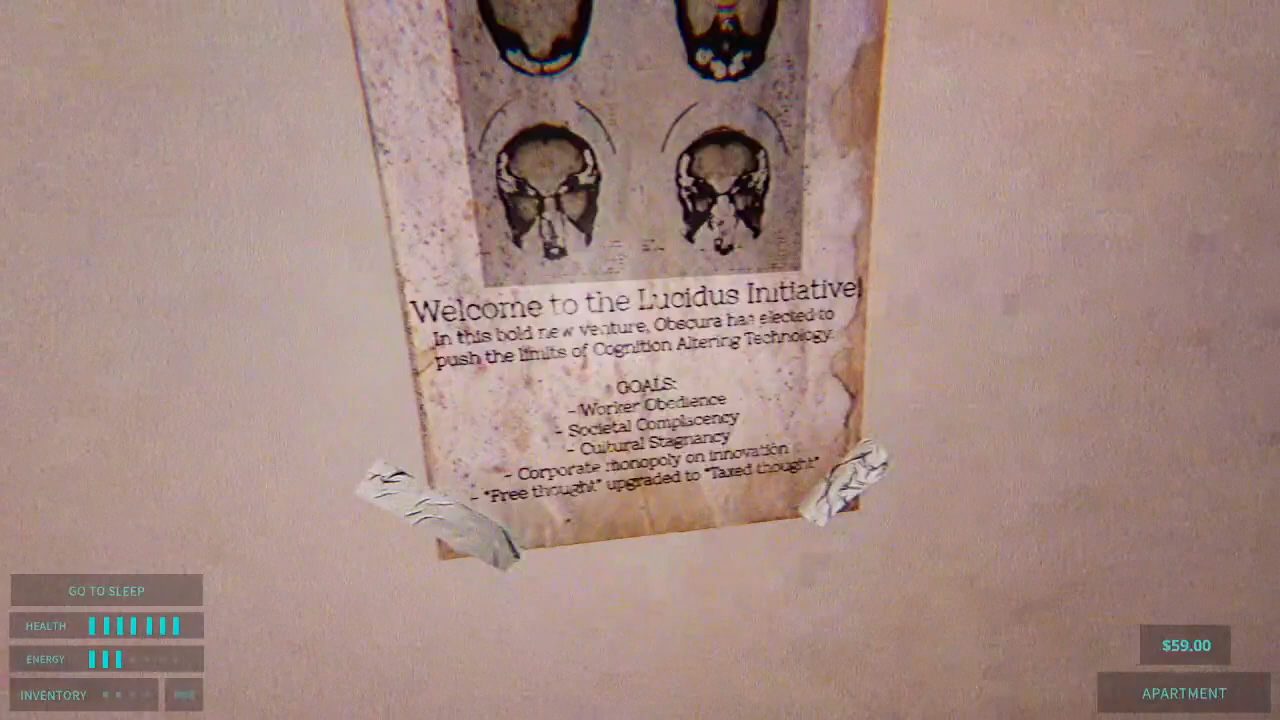 Welcome to the Lucidus Initiative!
In this bold new venture, Obscura has elected to
push the limits of Cognition Altering Technology.
GOALS:
- Worker Obedience
- Societal Complacency
- Cultural Stagnancy
- Corporate monopoly on innovation
- "Free thought" upgraded to "Taxed thought"
GO TO SLEEP
HEALTH
ENERGY
INVENTORY
$59.00
APARTMENT